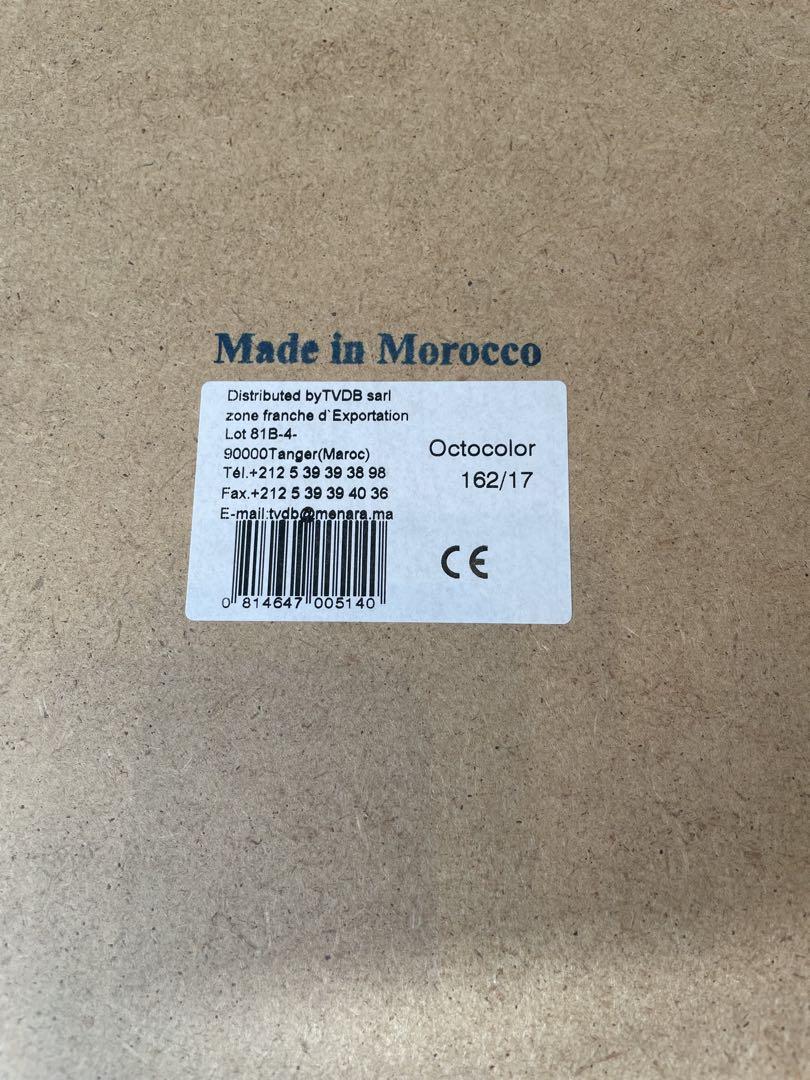 Made in Morocco
Distributed byTVDB sarl
zone franche d`Exportation
Lot 81B-4-
90000Tanger(Maroc)
Tél.+212 5 39 39 38 98
Fax.+212 5 39 39 40 36
E-mail:tvdb@menara.ma
0 814647 005140
Octocolor
162/17
CE